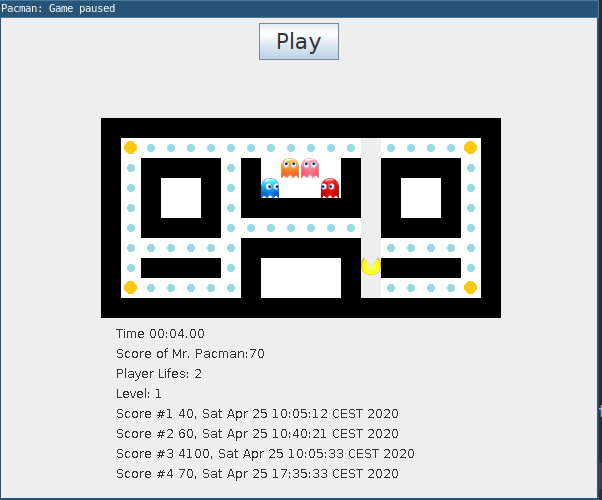 Pacman: Game paused
Play
Time 00:04.00
Score of Mr. Pacman:70
Player Lifes: 2
Level: 1
Score #1 40, Sat Apr 25 10:05:12 CEST 2020
Score #2 60, Sat Apr 25 10:40:21 CEST 2020
Score #3 4100, Sat Apr 25 10:05:33 CEST 2020
Score #4 70, Sat Apr 25 17:35:33 CEST 2020